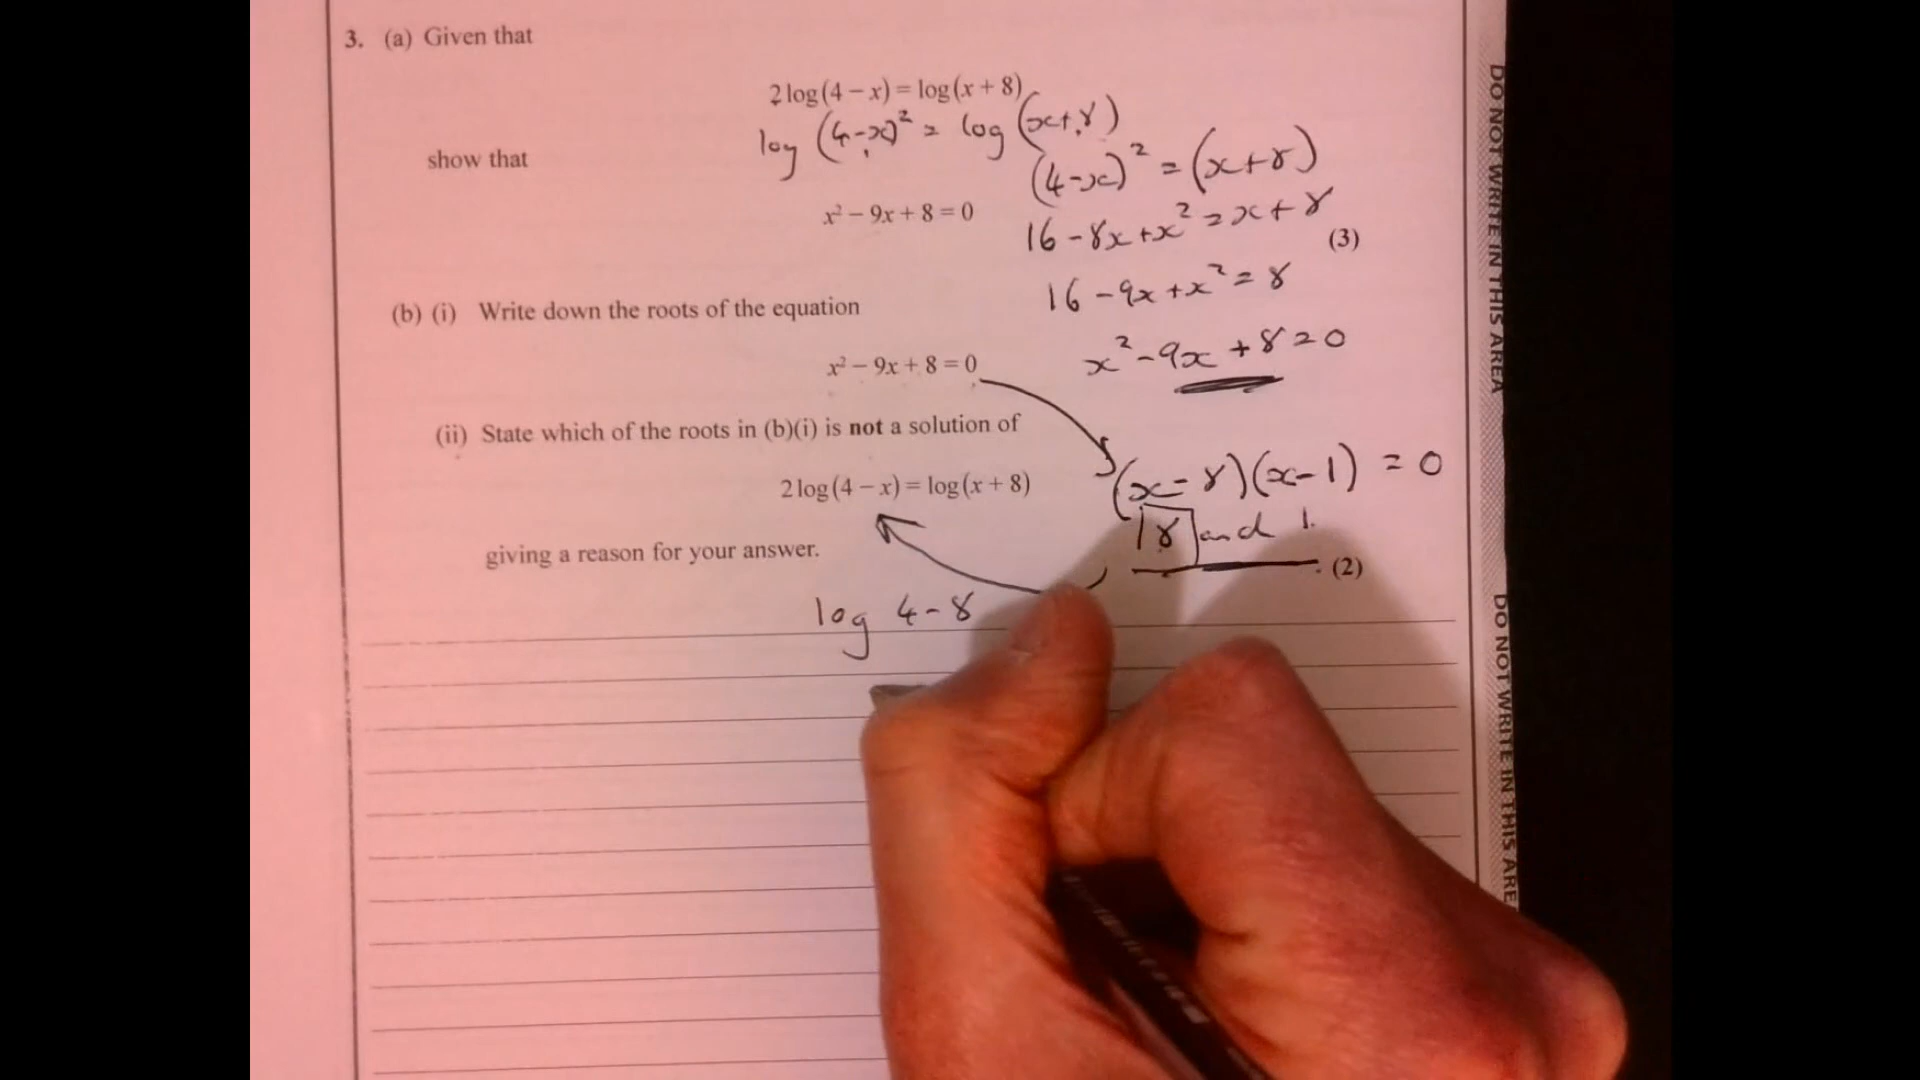 3. (a) Given that
2 log (4 – x) = log (x + 8)
log (4-x)² = log (x+8)
show that
(4-x)² = (x+8)
x² – 9x + 8 = 0
16 - 8x + x² = x + 8
(3)
16 - 9x + x² = 8
(b) (i) Write down the roots of the equation
x² - 9x + 8 = 0
x² – 9x + 8 = 0
(ii) State which of the roots in (b)(i) is not a solution of
(x-8)(x-1) = 0
2 log (4 – x) = log (x + 8)
8 and 1.
giving a reason for your answer.
(2)
log 4-8
DO NOT WRITE IN THIS AREA
DO NOT WRITE IN THIS ARE